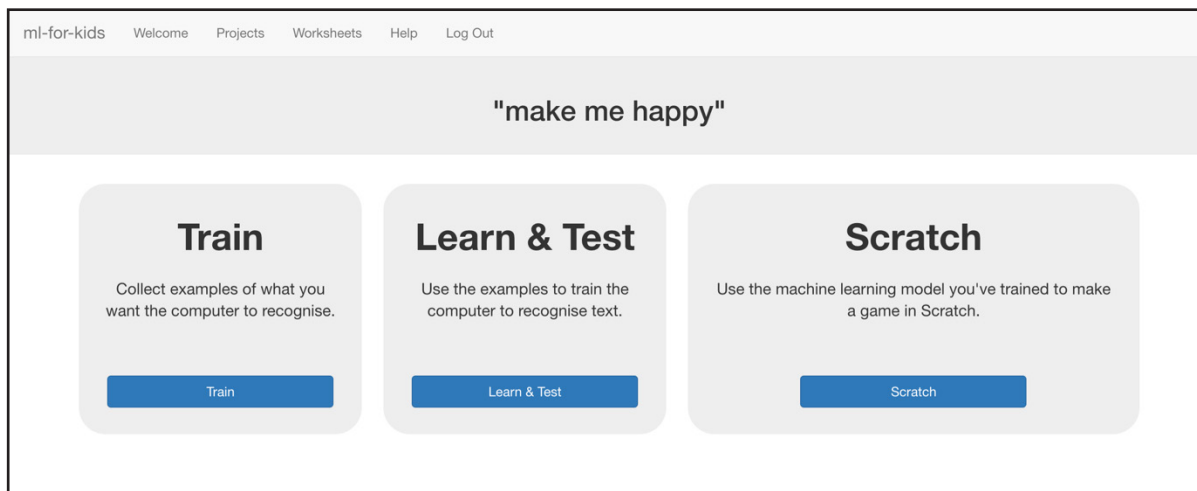 ml-for-kids Welcome Projects Worksheets Help Log Out
"make me happy"
Train
Collect examples of what you
want the computer to recognise.
Train
Learn & Test
Use the examples to train the
computer to recognise text.
Learn & Test
Scratch
Use the machine learning model you've trained to make
a game in Scratch.
Scratch